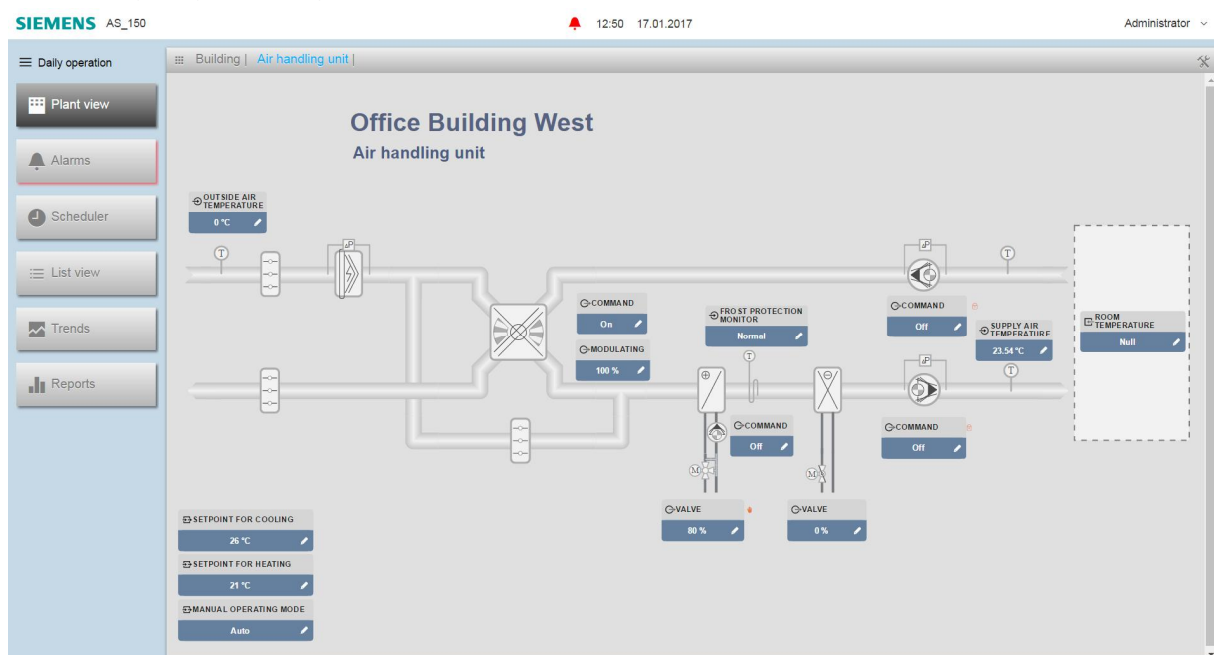 SIEMENS AS_150
12:50 17.01.2017
Administrator
Daily operation
Building | Air handling unit |
Plant view
Alarms
Scheduler
List view
Trends
Reports
Office Building West
Air handling unit
OUTSIDE AIR
TEMPERATURE
0 °C
T
ΔP
ΔP
T
COMMAND
On
MODULATING
100 %
FROST PROTECTION
MONITOR
Normal
T
COMMAND
Off
SUPPLY AIR
TEMPERATURE
23.54 °C
T
ROOM
TEMPERATURE
Null
ΔP
COMMAND
Off
COMMAND
Off
M
M
VALVE
80 %
VALVE
0 %
SETPOINT FOR COOLING
26 °C
SETPOINT FOR HEATING
21 °C
MANUAL OPERATING MODE
Auto